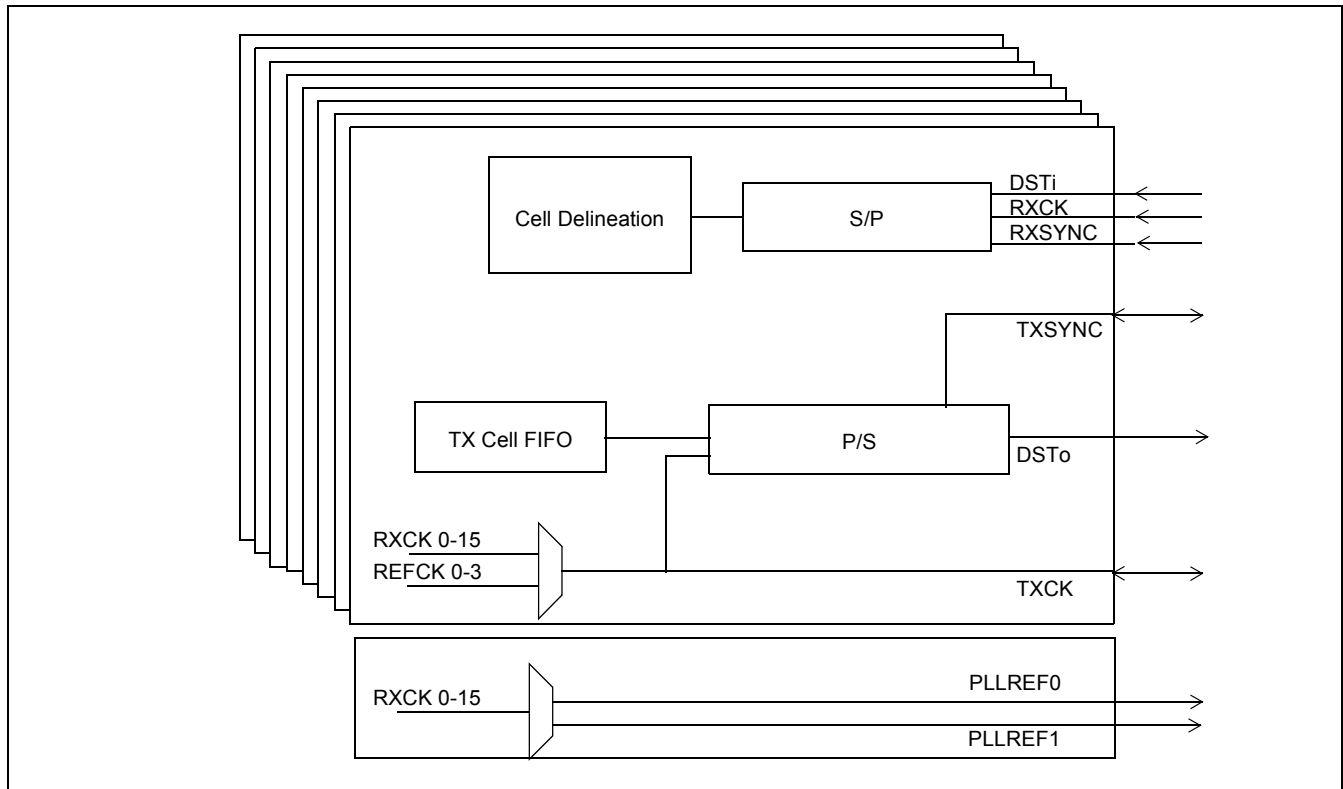 DSTi
Cell Delineation
S/P
RXCK
RXSYNC
TXSYNC
TX Cell FIFO
P/S
DSTo
RXCK 0-15
REFCK 0-3
TXCK
PLLREF0
RXCK 0-15
PLLREF1